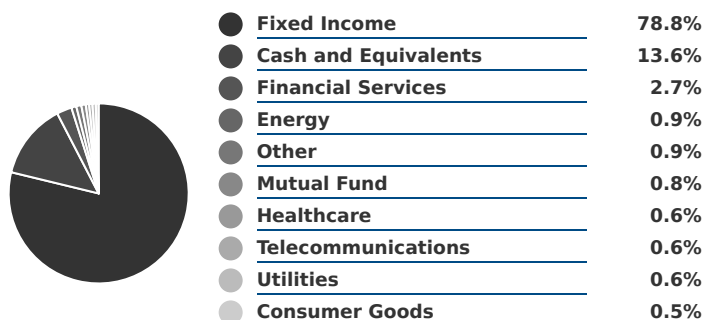 Fixed Income 78.8%
Cash and Equivalents 13.6%
Financial Services 2.7%
Energy 0.9%
Other 0.9%
Mutual Fund 0.8%
Healthcare 0.6%
Telecommunications 0.6%
Utilities 0.6%
Consumer Goods 0.5%